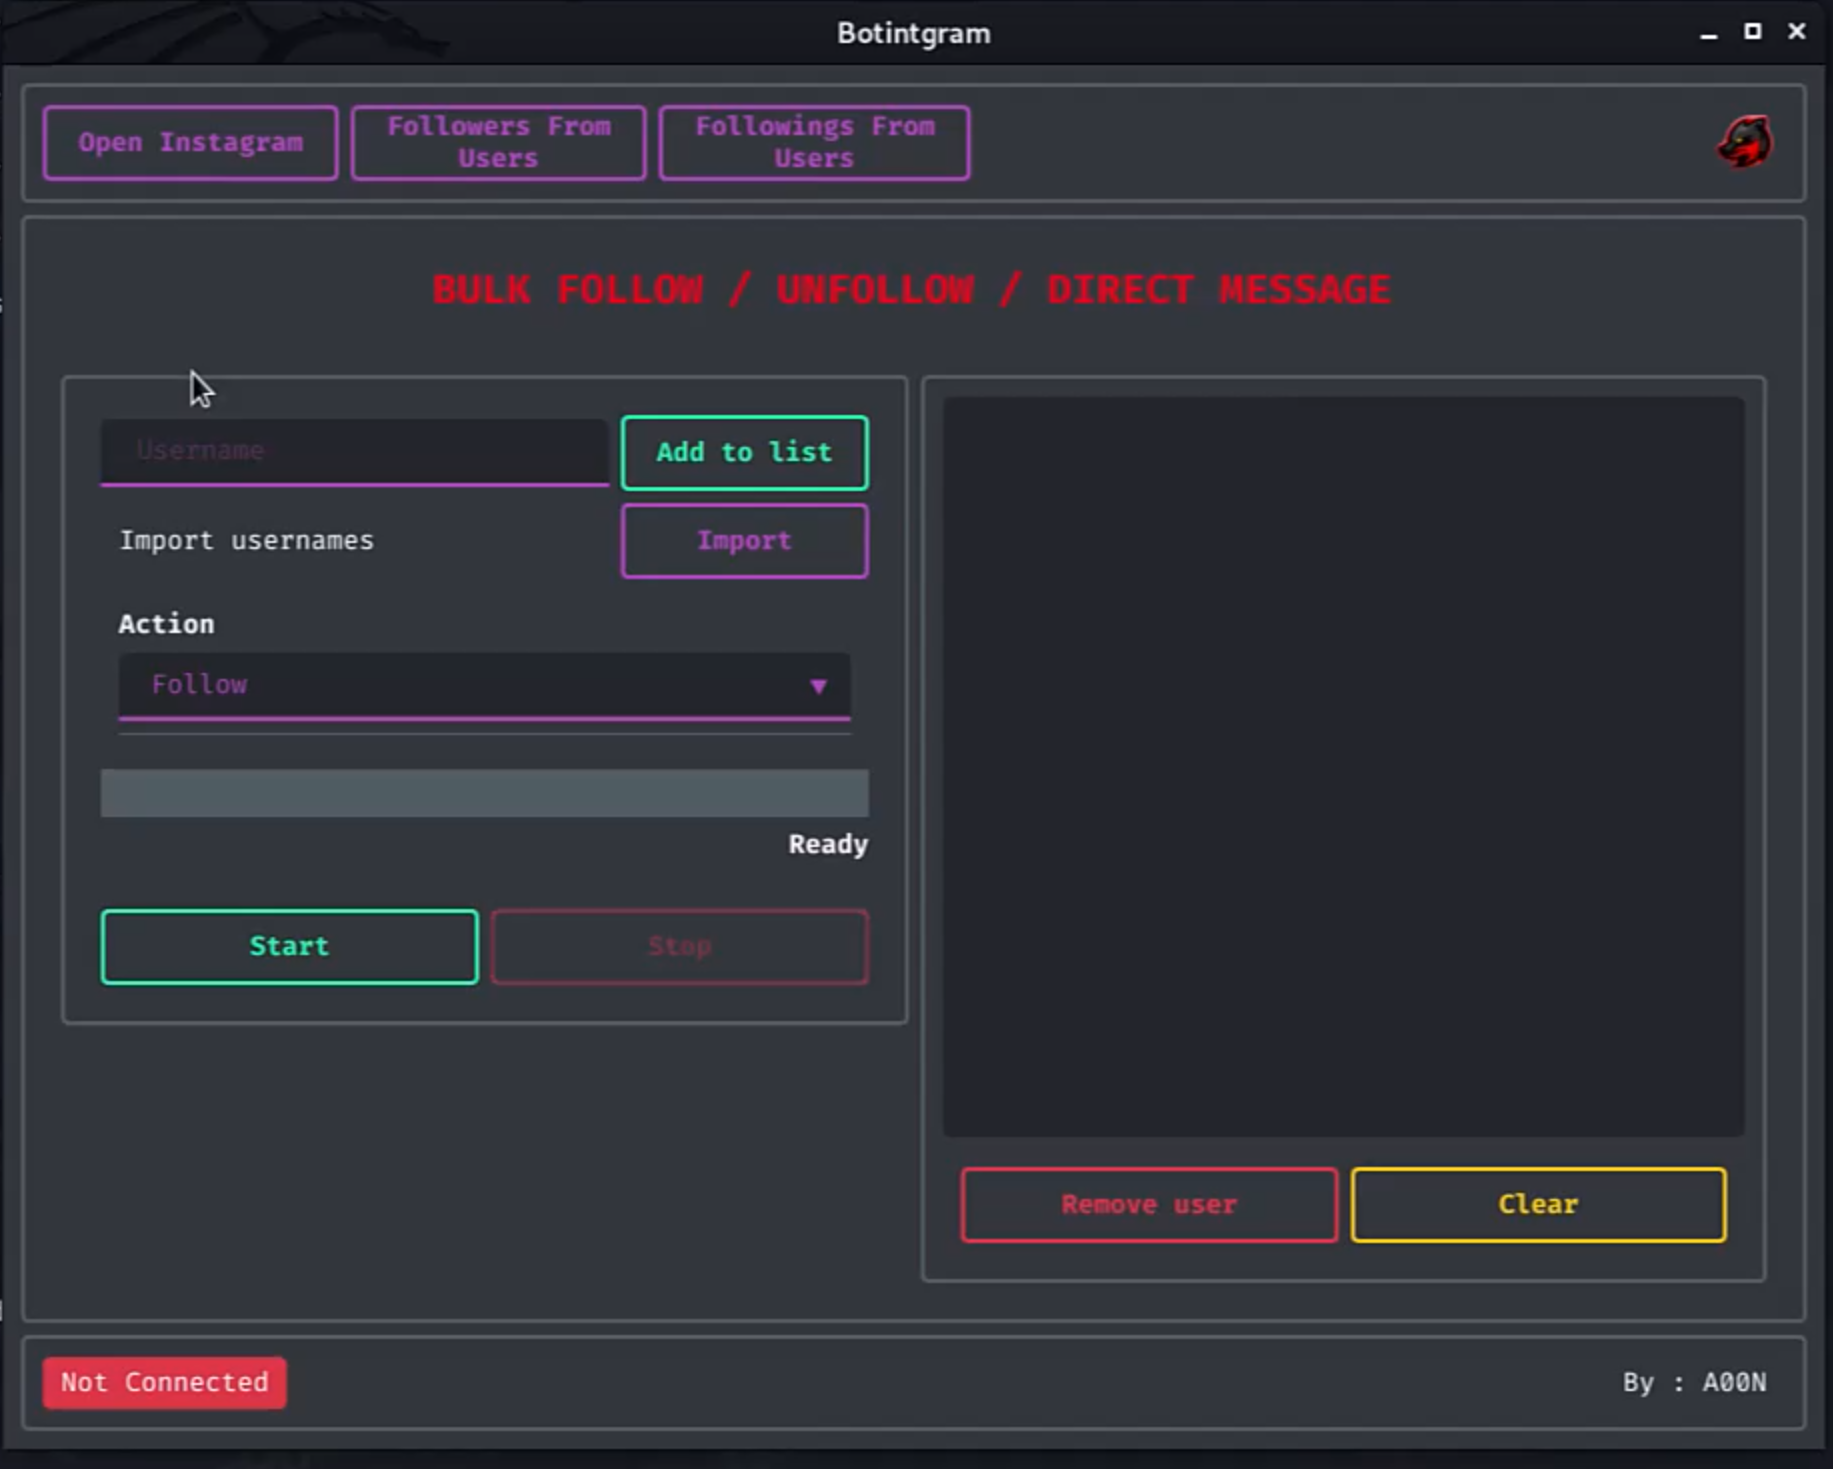 Botintgram
Open Instagram
Followers From
Users
Followings From
Users
BULK FOLLOW / UNFOLLOW / DIRECT MESSAGE
Username
Add to list
Import usernames
Import
Action
Follow
Ready
Start
Stop
Remove user
Clear
Not Connected
By : A00N